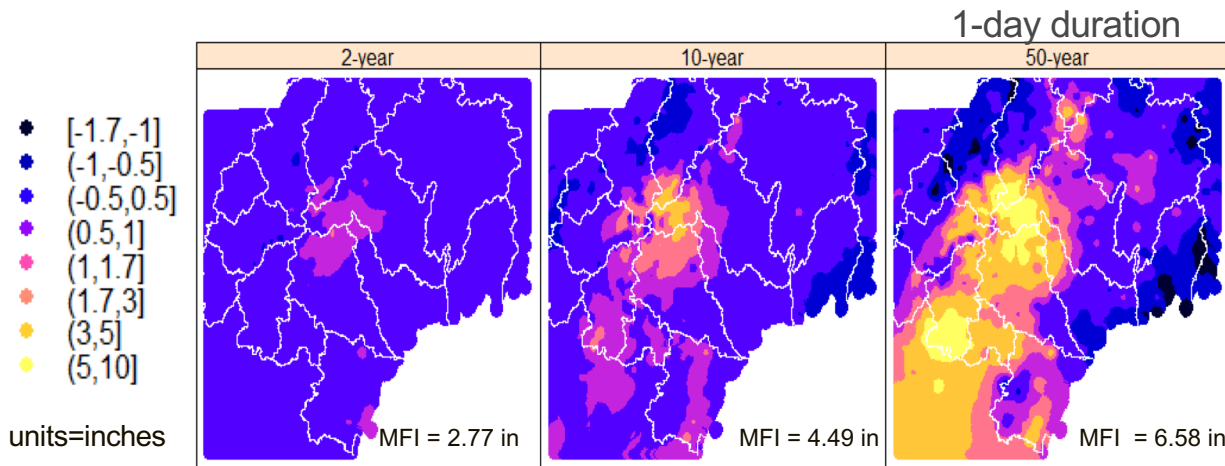 1-day duration
2-year 10-year 50-year
[-1.7,-1]
(-1,-0.5]
(-0.5,0.5]
(0.5,1]
(1,1.7]
(1.7,3]
(3,5]
(5,10]
units=inches
MFI = 2.77 in
MFI = 4.49 in
MFI = 6.58 in